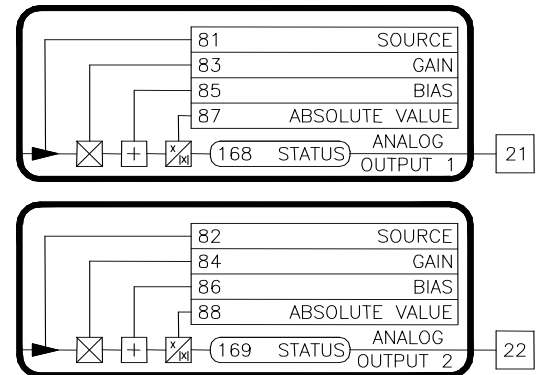 81 SOURCE
83 GAIN
85 BIAS
87 ABSOLUTE VALUE
x |x| 168 STATUS ANALOG OUTPUT 1 21
82 SOURCE
84 GAIN
86 BIAS
88 ABSOLUTE VALUE
x |x| 169 STATUS ANALOG OUTPUT 2 22